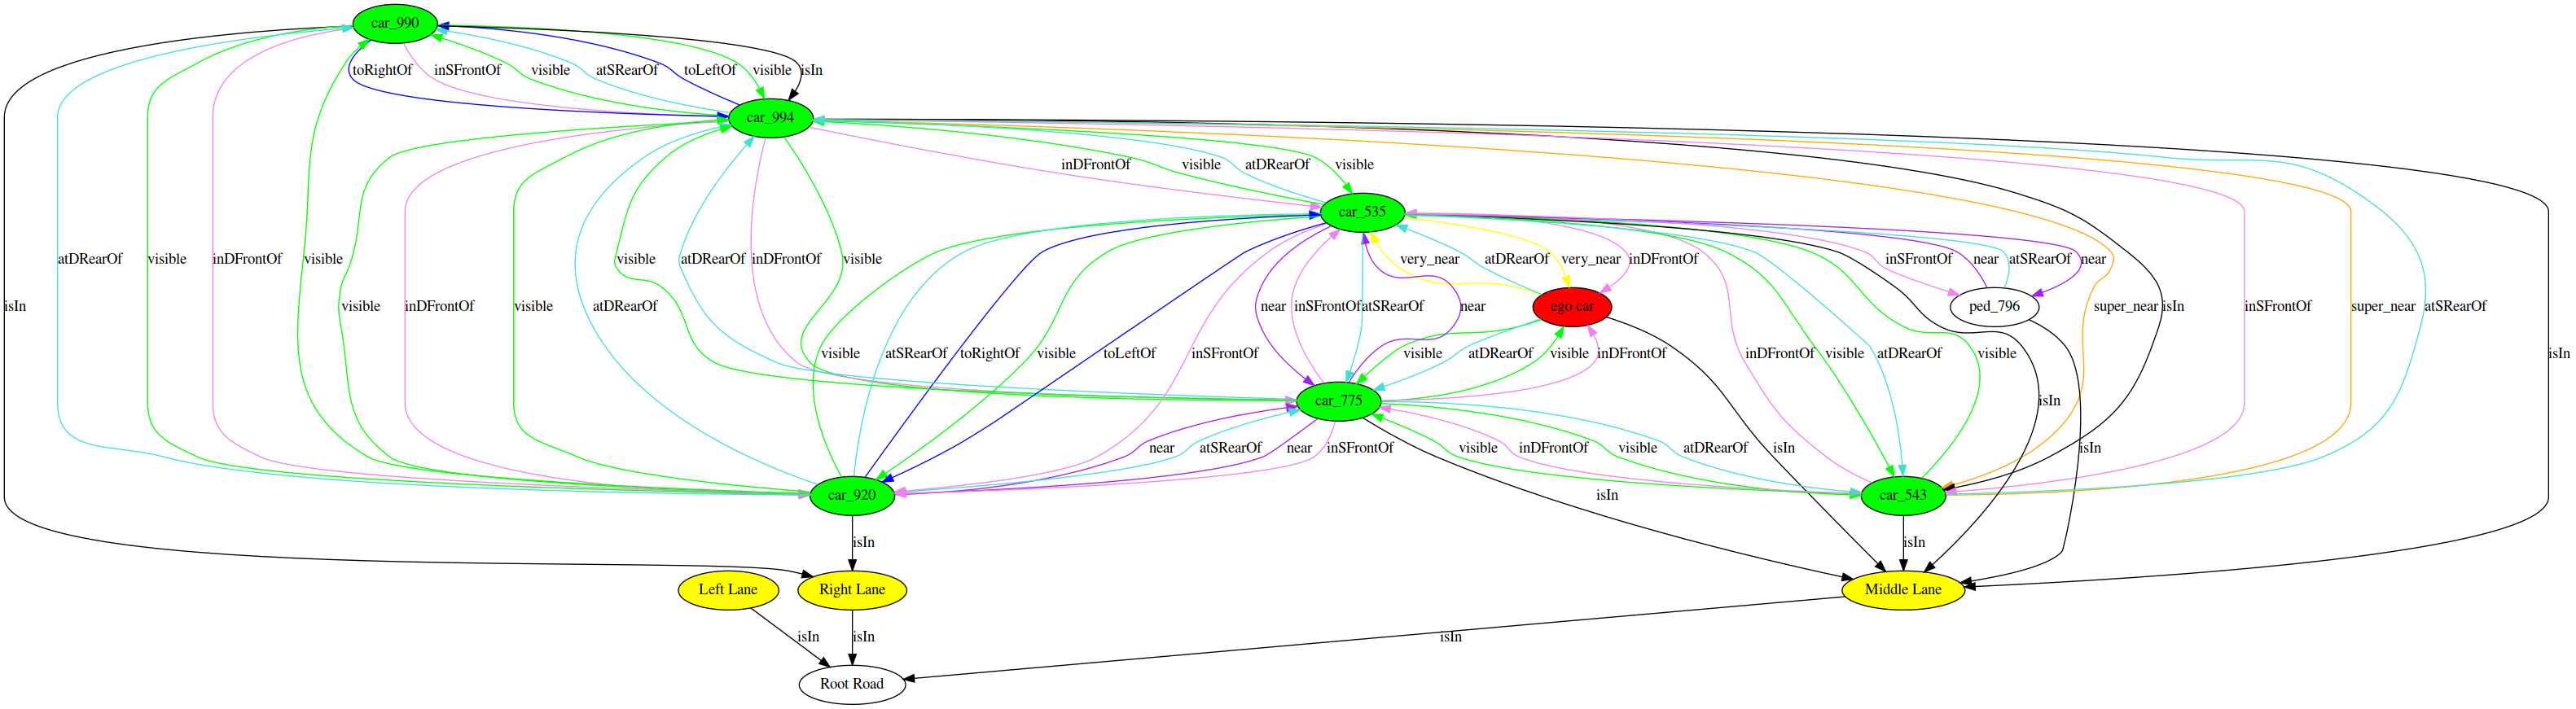 car_990
toRightOf inSFrontOf visible atSRearOf toLeftOf visible isIn
car_994
inDFrontOf visible atDRearOf visible
car_535
atDRearOf visible inDFrontOf visible visible inDFrontOf visible atDRearOf visible atDRearOf inDFrontOf visible very_near atDRearOf very_near inDFrontOf inSFrontOf near atSRearOf near
isIn visible inDFrontOf visible atDRearOf near inSFrontOf atSRearOf near ego car ped_796 super_near isIn inSFrontOf super_near atSRearOf
visible atSRearOf toRightOf visible toLeftOf inSFrontOf visible atDRearOf visible inDFrontOf inDFrontOf visible atDRearOf visible isIn
car_775 isIn
near atSRearOf near inSFrontOf visible inDFrontOf visible atDRearOf isIn isIn
car_920 isIn car_543
isIn isIn
Left Lane Right Lane Middle Lane
isIn isIn isIn
Root Road